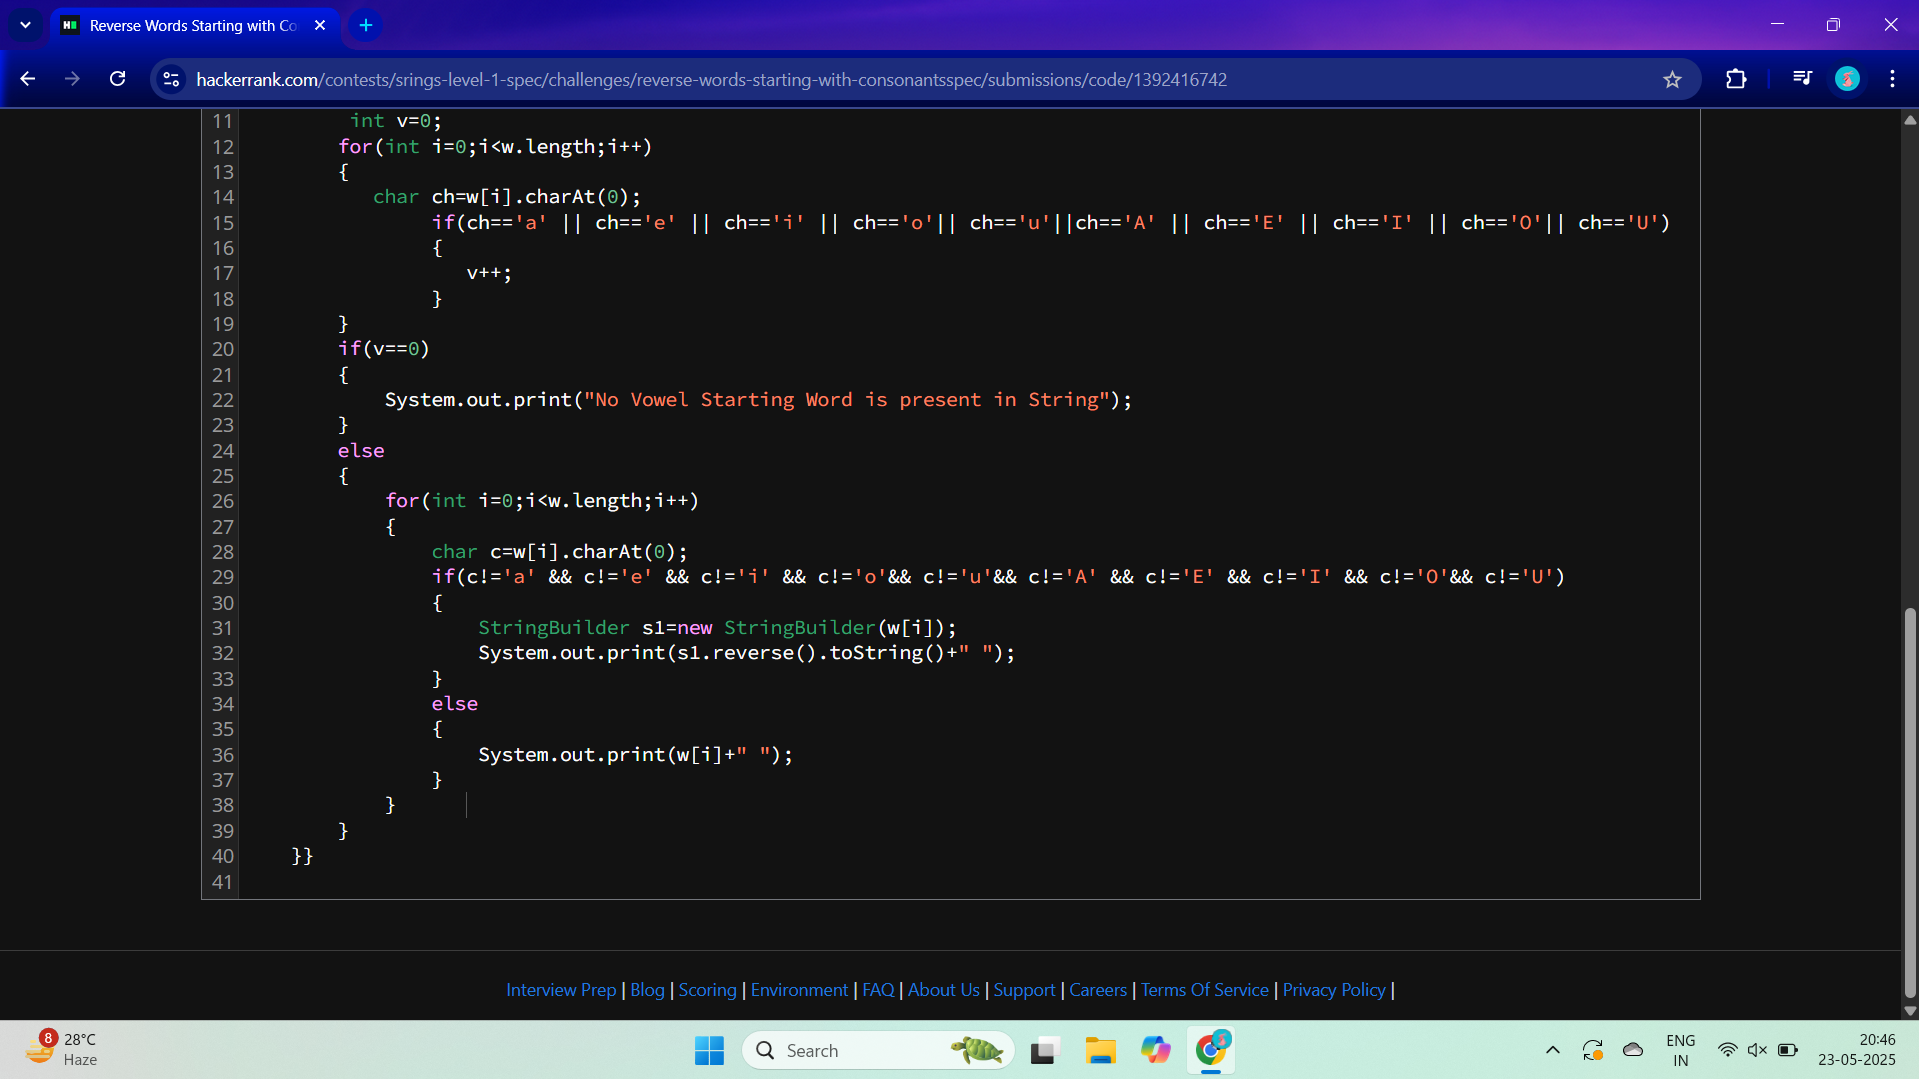 Reverse Words Starting with Co
hackerrank.com/contests/srings-level-1-spec/challenges/reverse-words-starting-with-consonantsspec/submissions/code/1392416742
11 int v=0;
12 for(int i=0;i<w.length;i++)
13 {
14 char ch=w[i].charAt(0);
15 if(ch=='a' || ch=='e' || ch=='i' || ch=='o'|| ch=='u'||ch=='A' || ch=='E' || ch=='I' || ch=='O'|| ch=='U')
16 {
17 v++;
18 }
19 }
20 if(v==0)
21 {
22 System.out.print("No Vowel Starting Word is present in String");
23 }
24 else
25 {
26 for(int i=0;i<w.length;i++)
27 {
28 char c=w[i].charAt(0);
29 if(c!='a' && c!='e' && c!='i' && c!='o'&& c!='u'&& c!='A' && c!='E' && c!='I' && c!='O'&& c!='U')
30 {
31 StringBuilder s1=new StringBuilder(w[i]);
32 System.out.print(s1.reverse().toString()+" ");
33 }
34 else
35 {
36 System.out.print(w[i]+" ");
37 }
38 }
39 }
40 }}
41
Interview Prep | Blog | Scoring | Environment | FAQ | About Us | Support | Careers | Terms Of Service | Privacy Policy |
8
28°C
Haze
Search
ENG
IN
20:46
23-05-2025